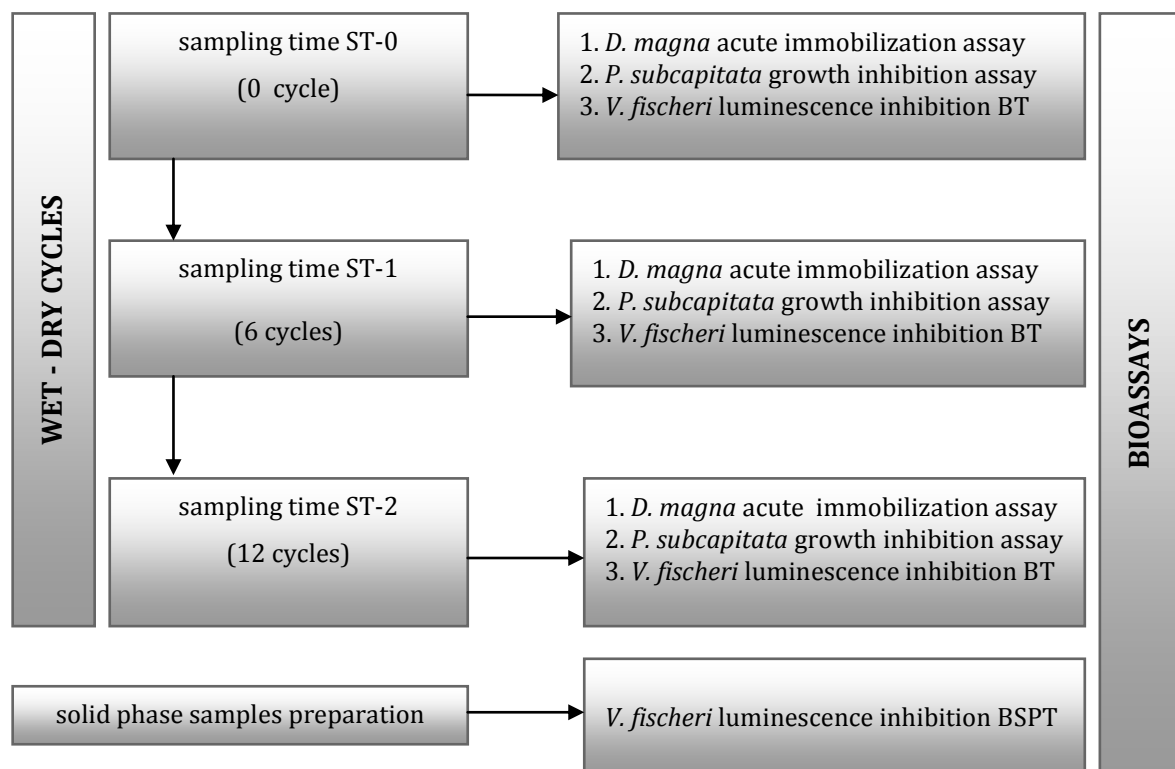 WET - DRY CYCLES
sampling time ST-0
(0 cycle)
1. D. magna acute immobilization assay
2. P. subcapitata growth inhibition assay
3. V. fischeri luminescence inhibition BT
sampling time ST-1
(6 cycles)
1. D. magna acute immobilization assay
2. P. subcapitata growth inhibition assay
3. V. fischeri luminescence inhibition BT
sampling time ST-2
(12 cycles)
1. D. magna acute immobilization assay
2. P. subcapitata growth inhibition assay
3. V. fischeri luminescence inhibition BT
solid phase samples preparation
V. fischeri luminescence inhibition BSPT
BIOASSAYS